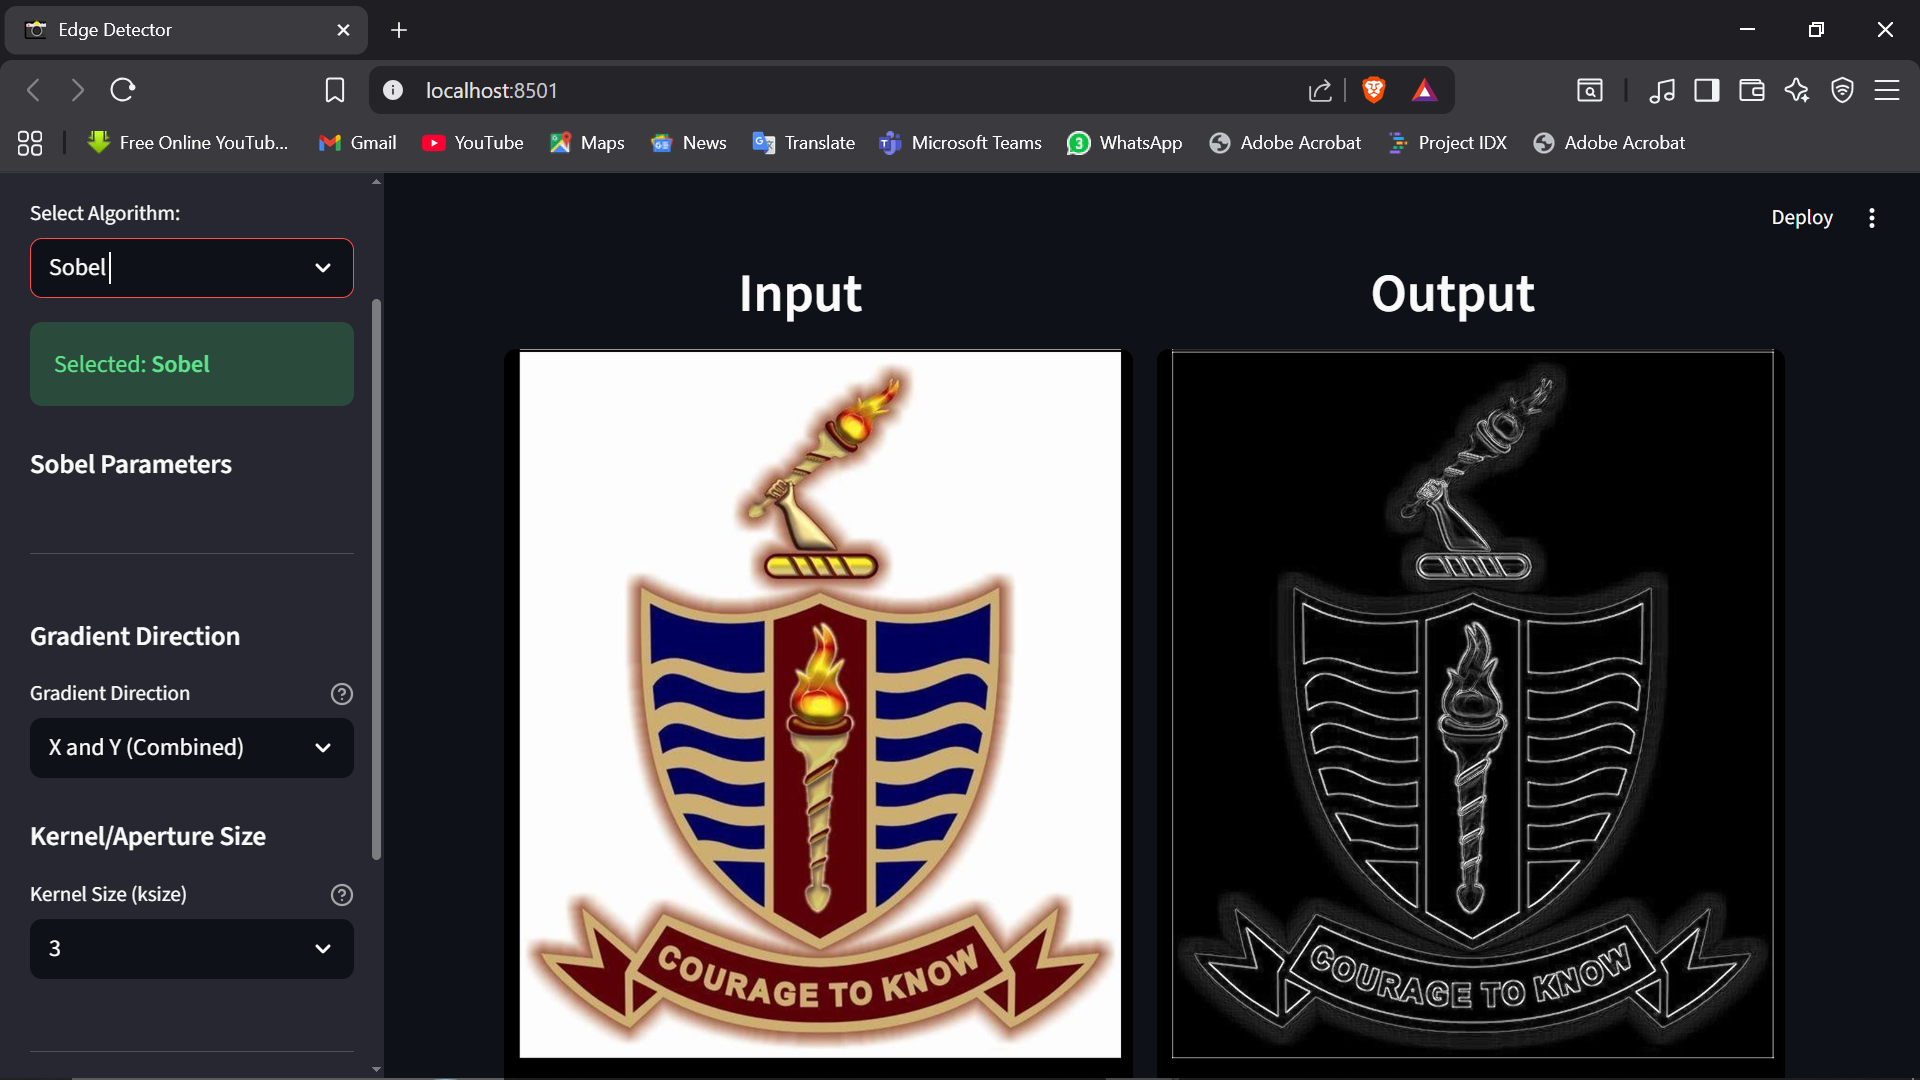 Edge Detector
localhost:8501
Free Online YouTub...
Gmail
YouTube
Maps
News
Translate
Microsoft Teams
3
WhatsApp
Adobe Acrobat
Project IDX
Adobe Acrobat
Select Algorithm:
Sobel
Selected: Sobel
Sobel Parameters
Gradient Direction
Gradient Direction
X and Y (Combined)
Kernel/Aperture Size
Kernel Size (ksize)
3
Deploy
Input
COURAGE TO KNOW
Output
COURAGE TO KNOW